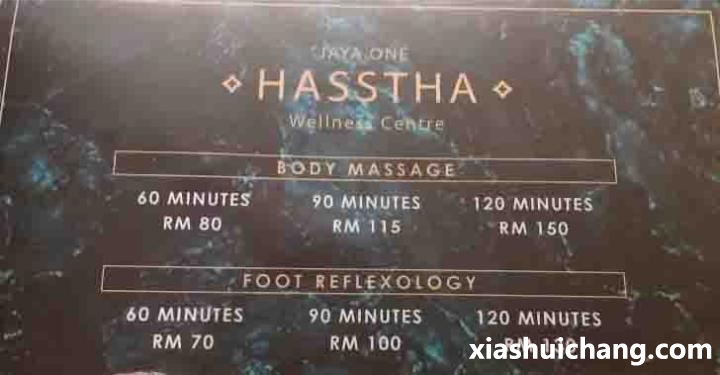 JAYA ONE
HASSTHA
Wellness Centre
BODY MASSAGE
60 MINUTES 90 MINUTES 120 MINUTES
RM 80 RM 115 RM 150
FOOT REFLEXOLOGY
60 MINUTES 90 MINUTES 120 MINUTES
RM 70 RM 100
xiashuichang.com